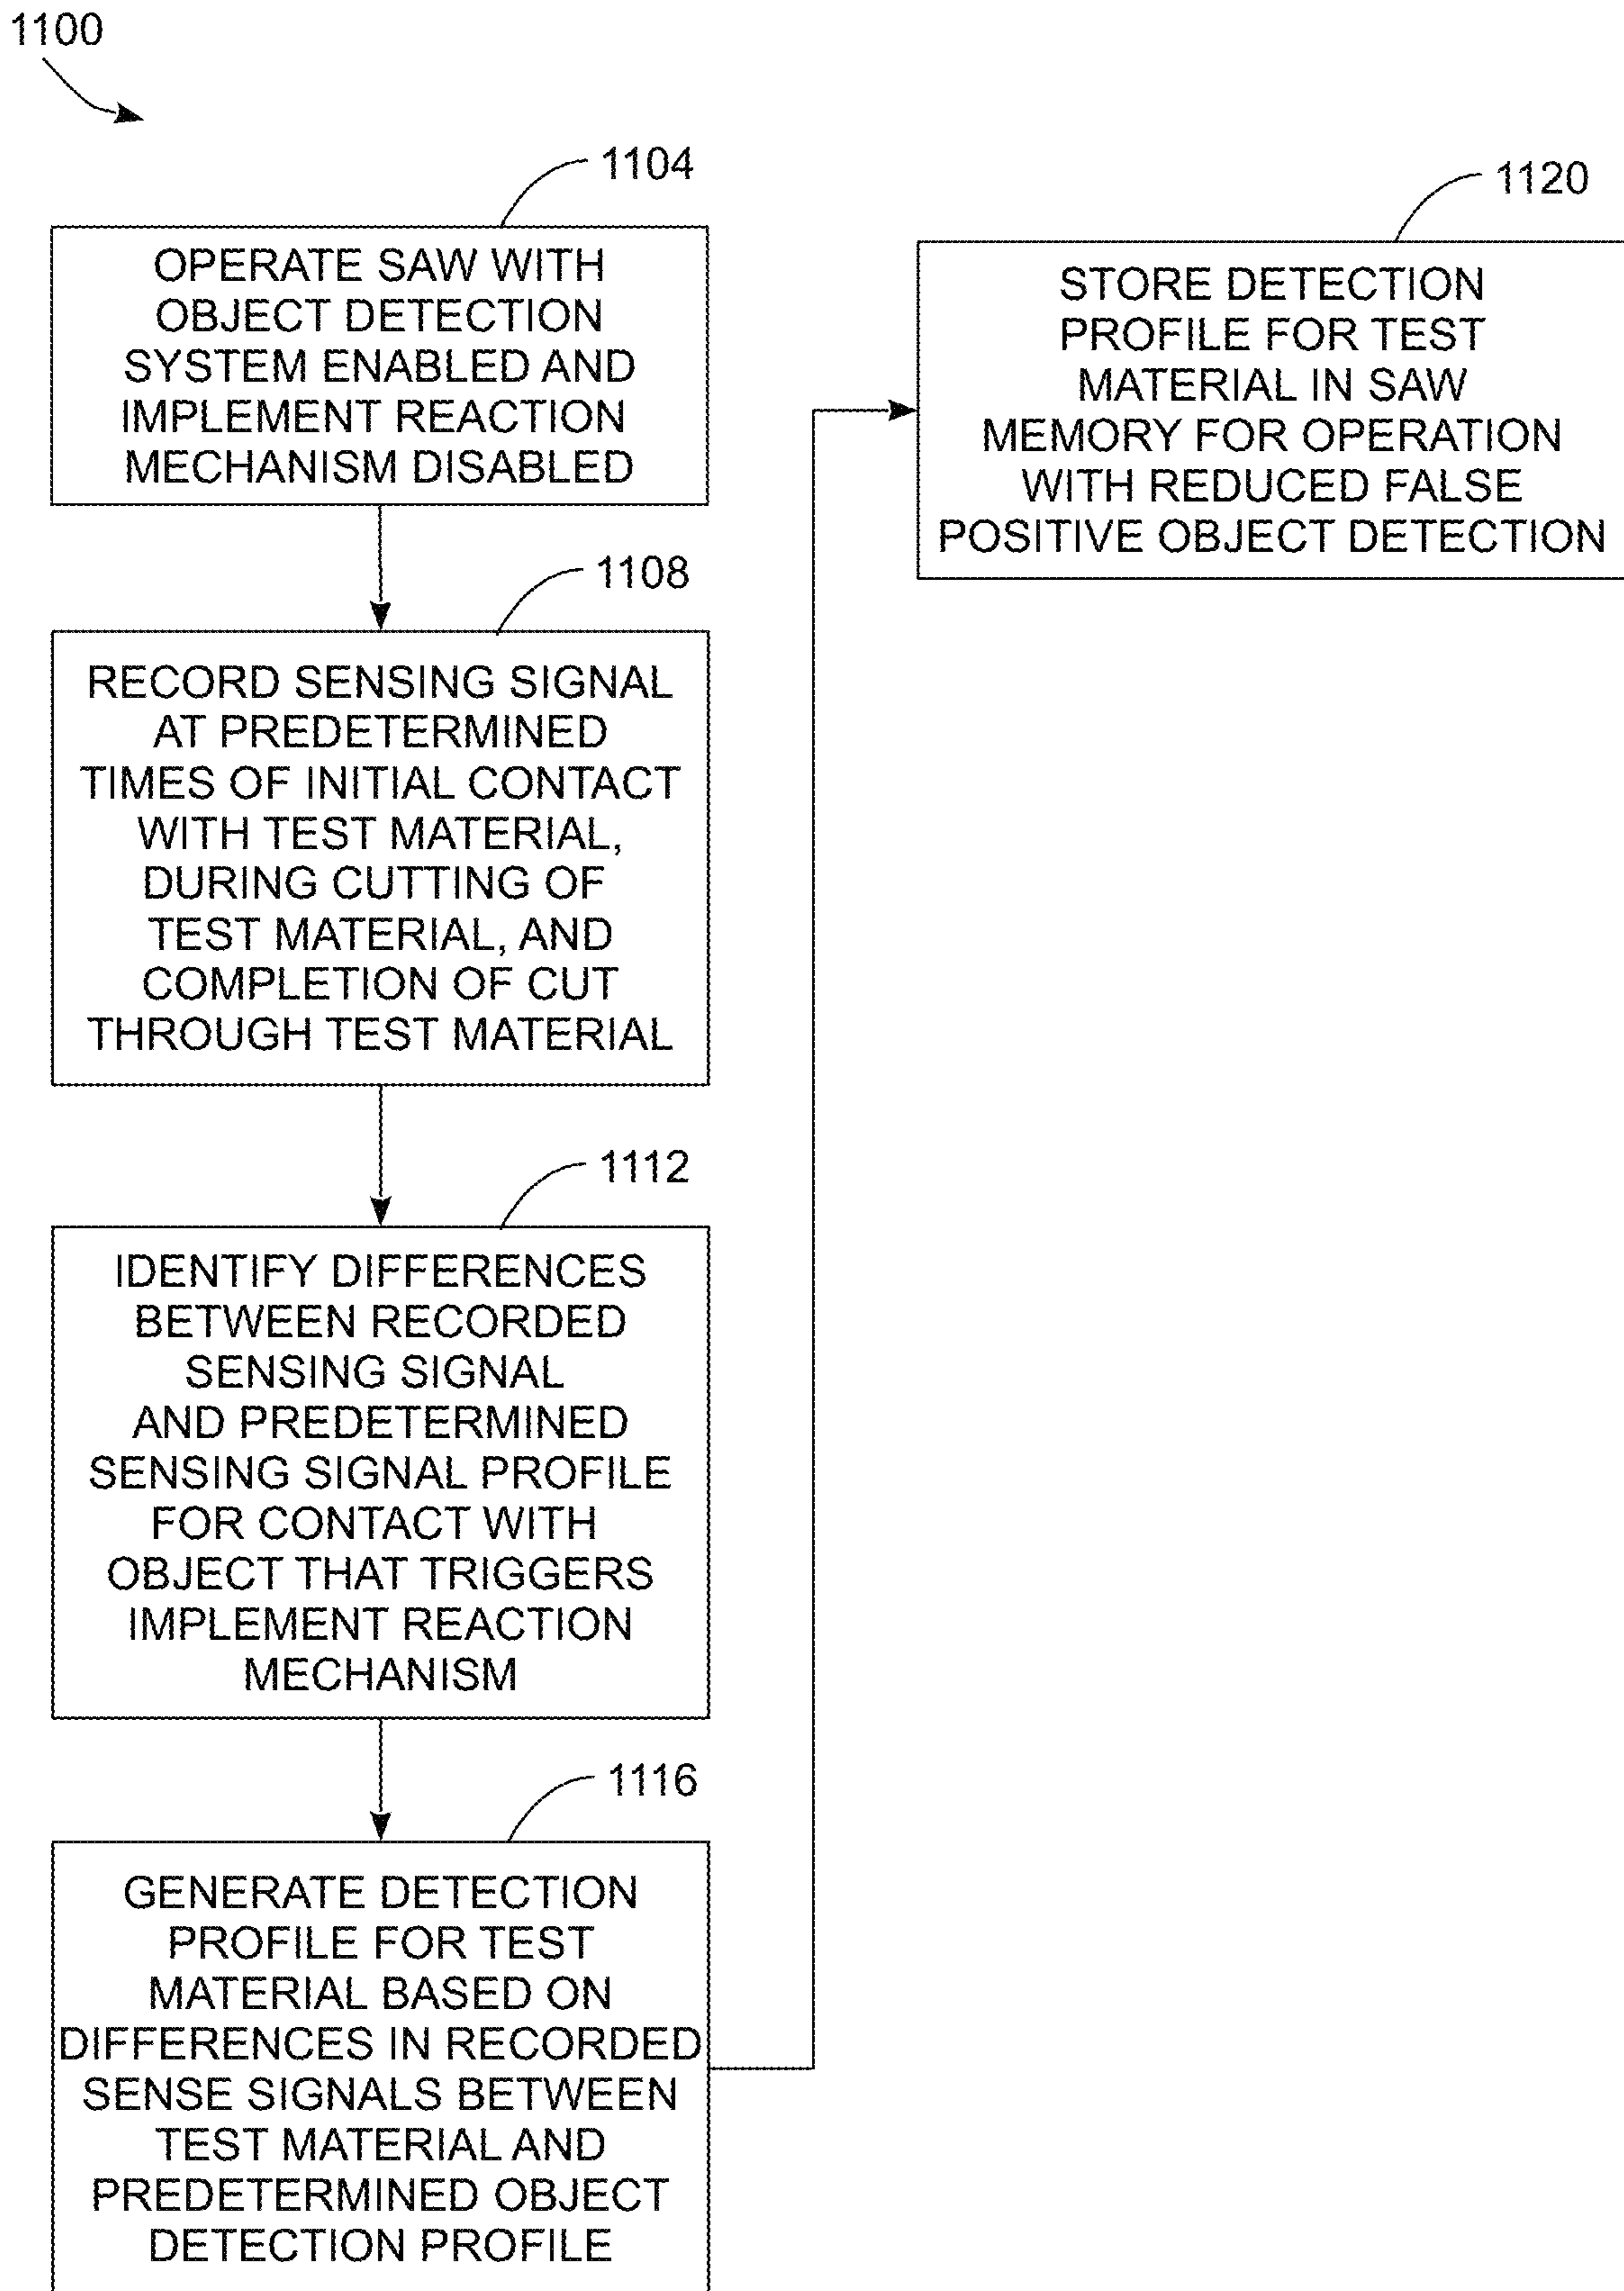 1100
1104
OPERATE SAW WITH
OBJECT DETECTION
SYSTEM ENABLED AND
IMPLEMENT REACTION
MECHANISM DISABLED
1108
RECORD SENSING SIGNAL
AT PREDETERMINED
TIMES OF INITIAL CONTACT
WITH TEST MATERIAL,
DURING CUTTING OF
TEST MATERIAL, AND
COMPLETION OF CUT
THROUGH TEST MATERIAL
1112
IDENTIFY DIFFERENCES
BETWEEN RECORDED
SENSING SIGNAL
AND PREDETERMINED
SENSING SIGNAL PROFILE
FOR CONTACT WITH
OBJECT THAT TRIGGERS
IMPLEMENT REACTION
MECHANISM
1116
GENERATE DETECTION
PROFILE FOR TEST
MATERIAL BASED ON
DIFFERENCES IN RECORDED
SENSE SIGNALS BETWEEN
TEST MATERIAL AND
PREDETERMINED OBJECT
DETECTION PROFILE
1120
STORE DETECTION
PROFILE FOR TEST
MATERIAL IN SAW
MEMORY FOR OPERATION
WITH REDUCED FALSE
POSITIVE OBJECT DETECTION